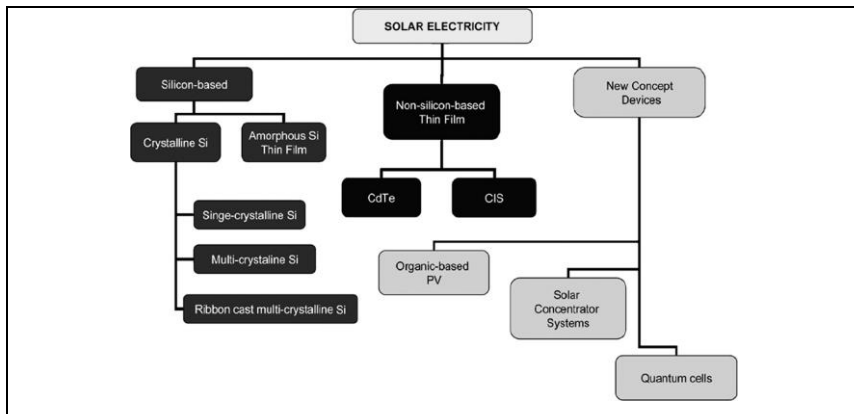 SOLAR ELECTRICITY
Silicon-based
Crystalline Si
Amorphous Si
Thin Film
Singe-crystalline Si
Multi-crystaline Si
Ribbon cast multi-crystalline Si
Non-silicon-based
Thin Film
CdTe
CIS
New Concept
Devices
Organic-based
PV
Solar
Concentrator
Systems
Quantum cells